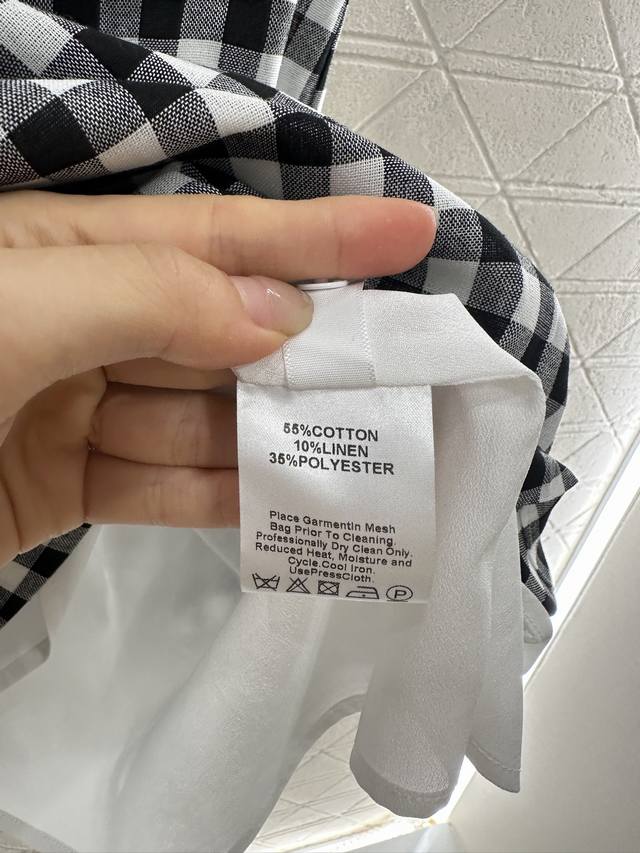 55%COTTON
10%LINEN
35%POLYESTER
Place GarmentIn Mesh
Bag Prior To Cleaning.
Professionally Dry Clean Only.
Reduced Heat, Moisture and
Cycle.Cool Iron.
UsePressCloth.
P